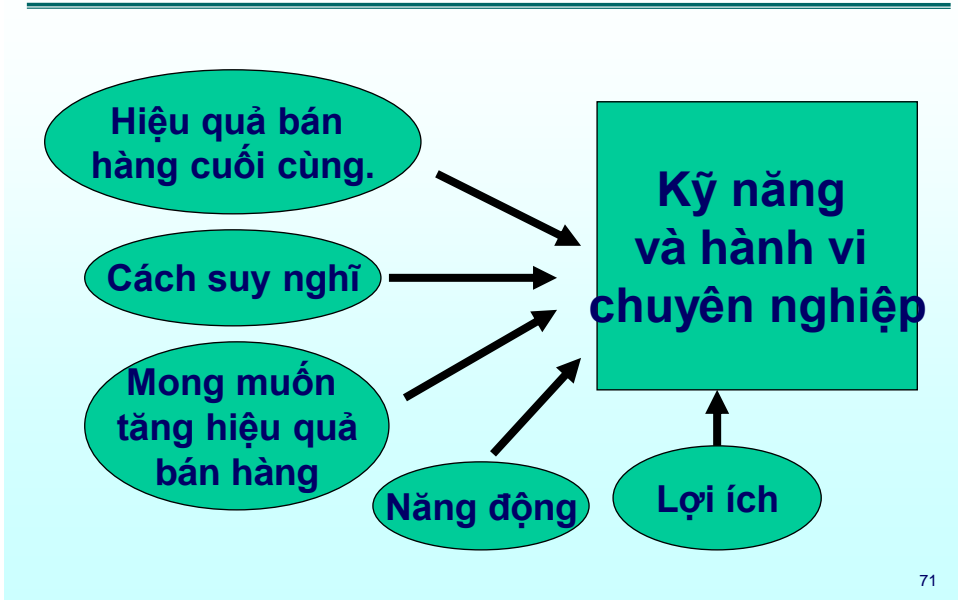 Hiệu quả bán
hàng cuối cùng.
Cách suy nghĩ
Mong muốn
tăng hiệu quả
bán hàng
Năng động
Lợi ích
Kỹ năng
và hành vi
chuyên nghiệp
71